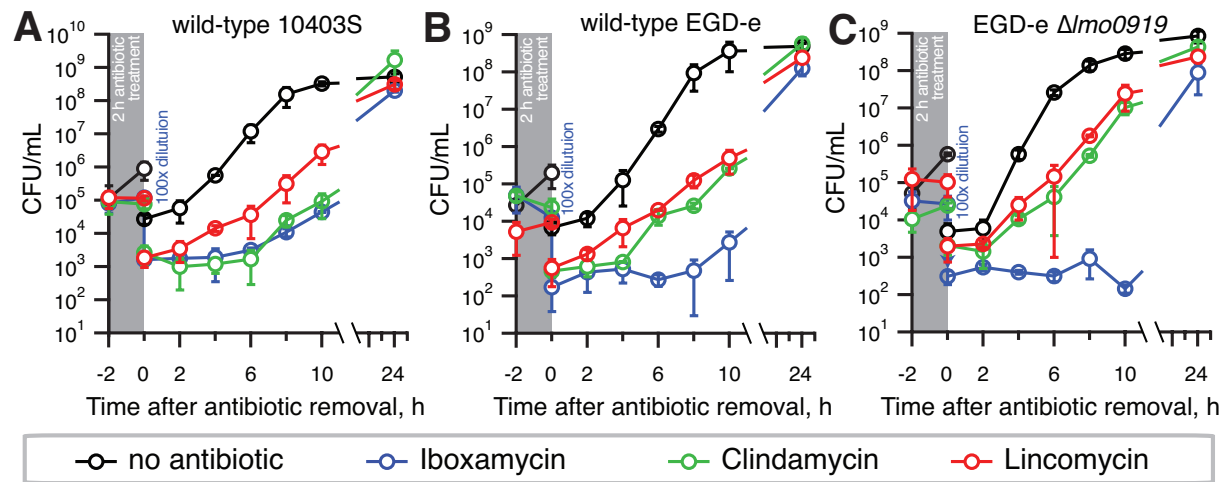 A
wild-type 10403S
B
wild-type EGD-e
C
EGD-e Δlmo0919
CFU/mL
10^10
10^9
10^8
10^7
10^6
10^5
10^4
10^3
10^2
10^1
2 h antibiotic
treatment
100x dilutuion
-2 0 2 6 10 24
Time after antibiotic removal, h
CFU/mL
10^9
10^8
10^7
10^6
10^5
10^4
10^3
10^2
10^1
2 h antibiotic
treatment
100x dilution
-2 0 2 6 10 24
Time after antibiotic removal, h
CFU/mL
10^9
10^8
10^7
10^6
10^5
10^4
10^3
10^2
10^1
2 h antibiotic
treatment
100x dilution
-2 0 2 6 10 24
Time after antibiotic removal, h
no antibiotic Iboxamycin Clindamycin Lincomycin